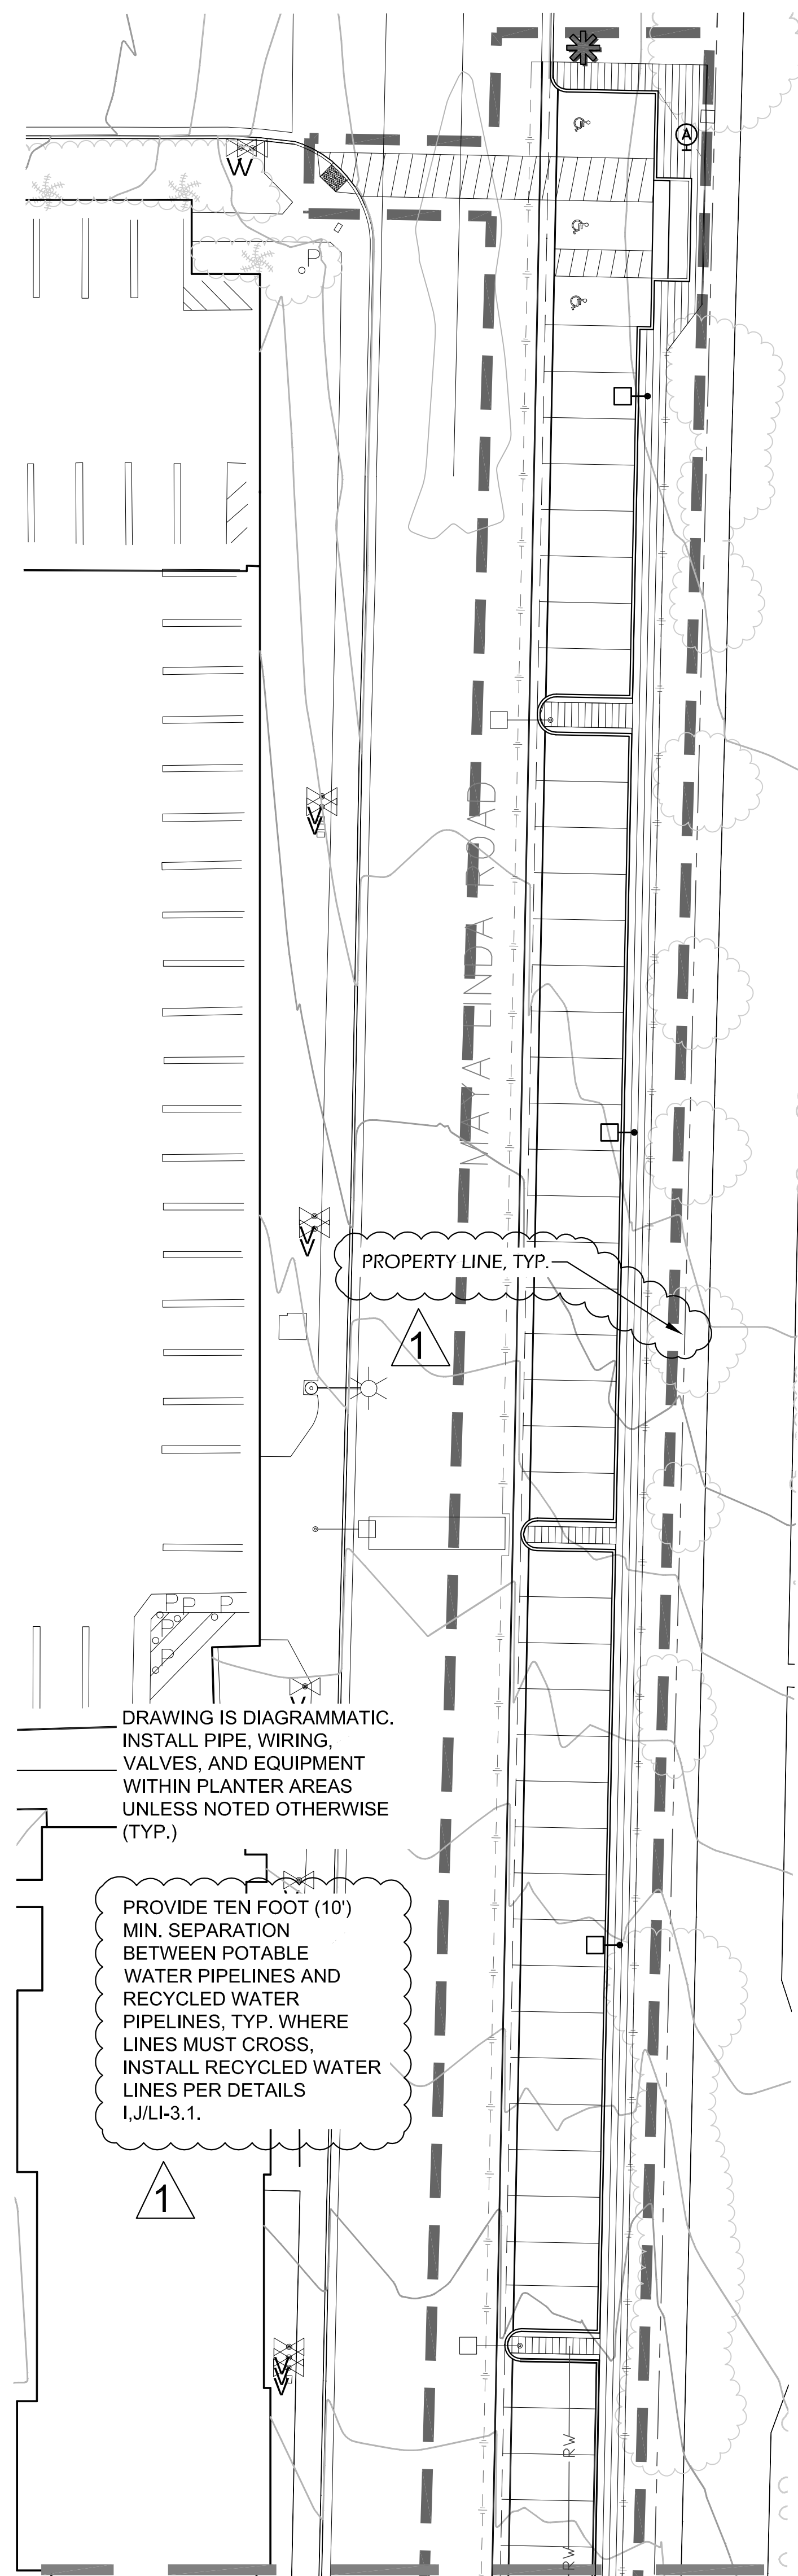 A
W
P
W
MAYA LINDA ROAD
W
PROPERTY LINE, TYP.
1
P
P
P
P
P
DRAWING IS DIAGRAMMATIC.
INSTALL PIPE, WIRING,
VALVES, AND EQUIPMENT
WITHIN PLANTER AREAS
UNLESS NOTED OTHERWISE
(TYP.)
PROVIDE TEN FOOT (10')
MIN. SEPARATION
BETWEEN POTABLE
WATER PIPELINES AND
RECYCLED WATER
PIPELINES, TYP. WHERE
LINES MUST CROSS,
INSTALL RECYCLED WATER
LINES PER DETAILS
I,J/LI-3.1.
1
W
RW
RW